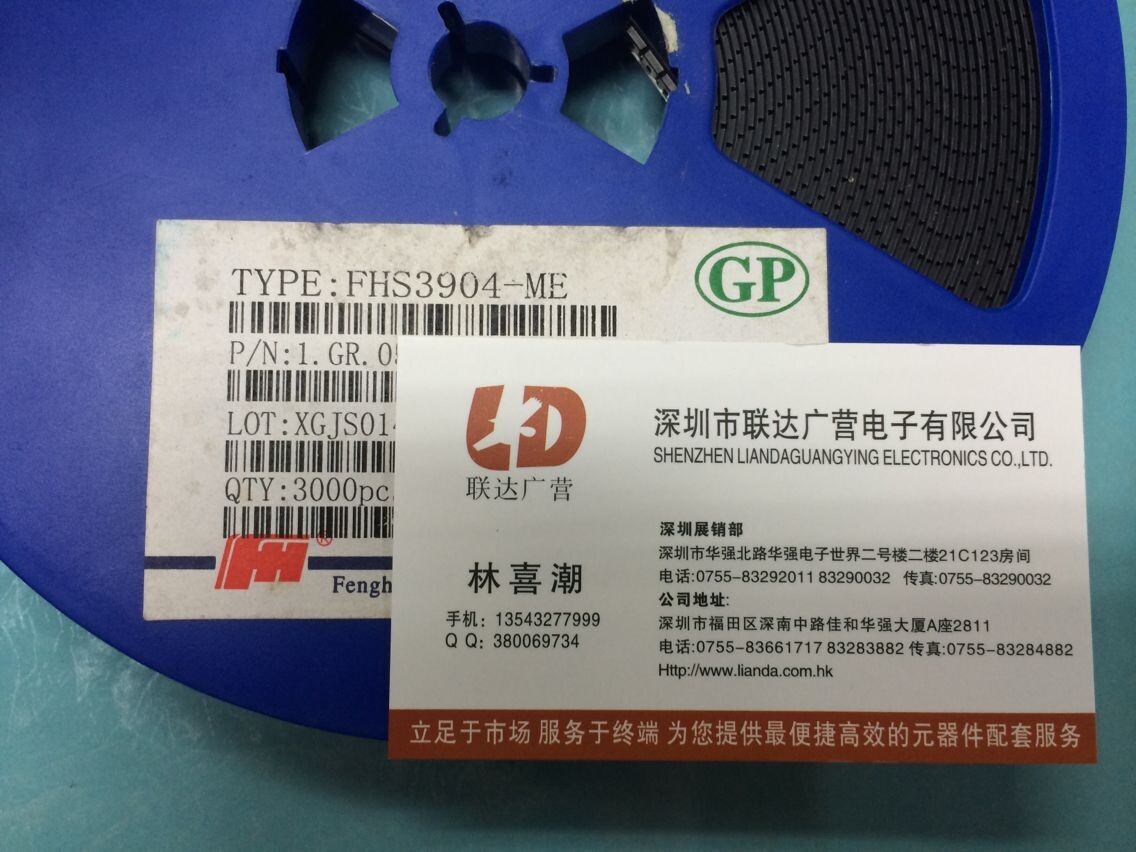 TYPE:FHS3904-ME
GP
P/N:1.GR.0
LOT:XGJS01
QTY:3000pc
FH®
Fengh
LD
联达广营
深圳市联达广营电子有限公司
SHENZHEN LIANDAGUANGYING ELECTRONICS CO.,LTD.
林喜潮
手机：13543277999
Q Q：380069734
深圳展销部
深圳市华强北路华强电子世界二号楼二楼21C123房间
电话:0755-83292011 83290032 传真:0755-83290032
公司地址:
深圳市福田区深南中路佳和华强大厦A座2811
电话:0755-83661717 83283882 传真:0755-83284882
Http://www.lianda.com.hk
立足于市场 服务于终端 为您提供最便捷高效的元器件配套服务